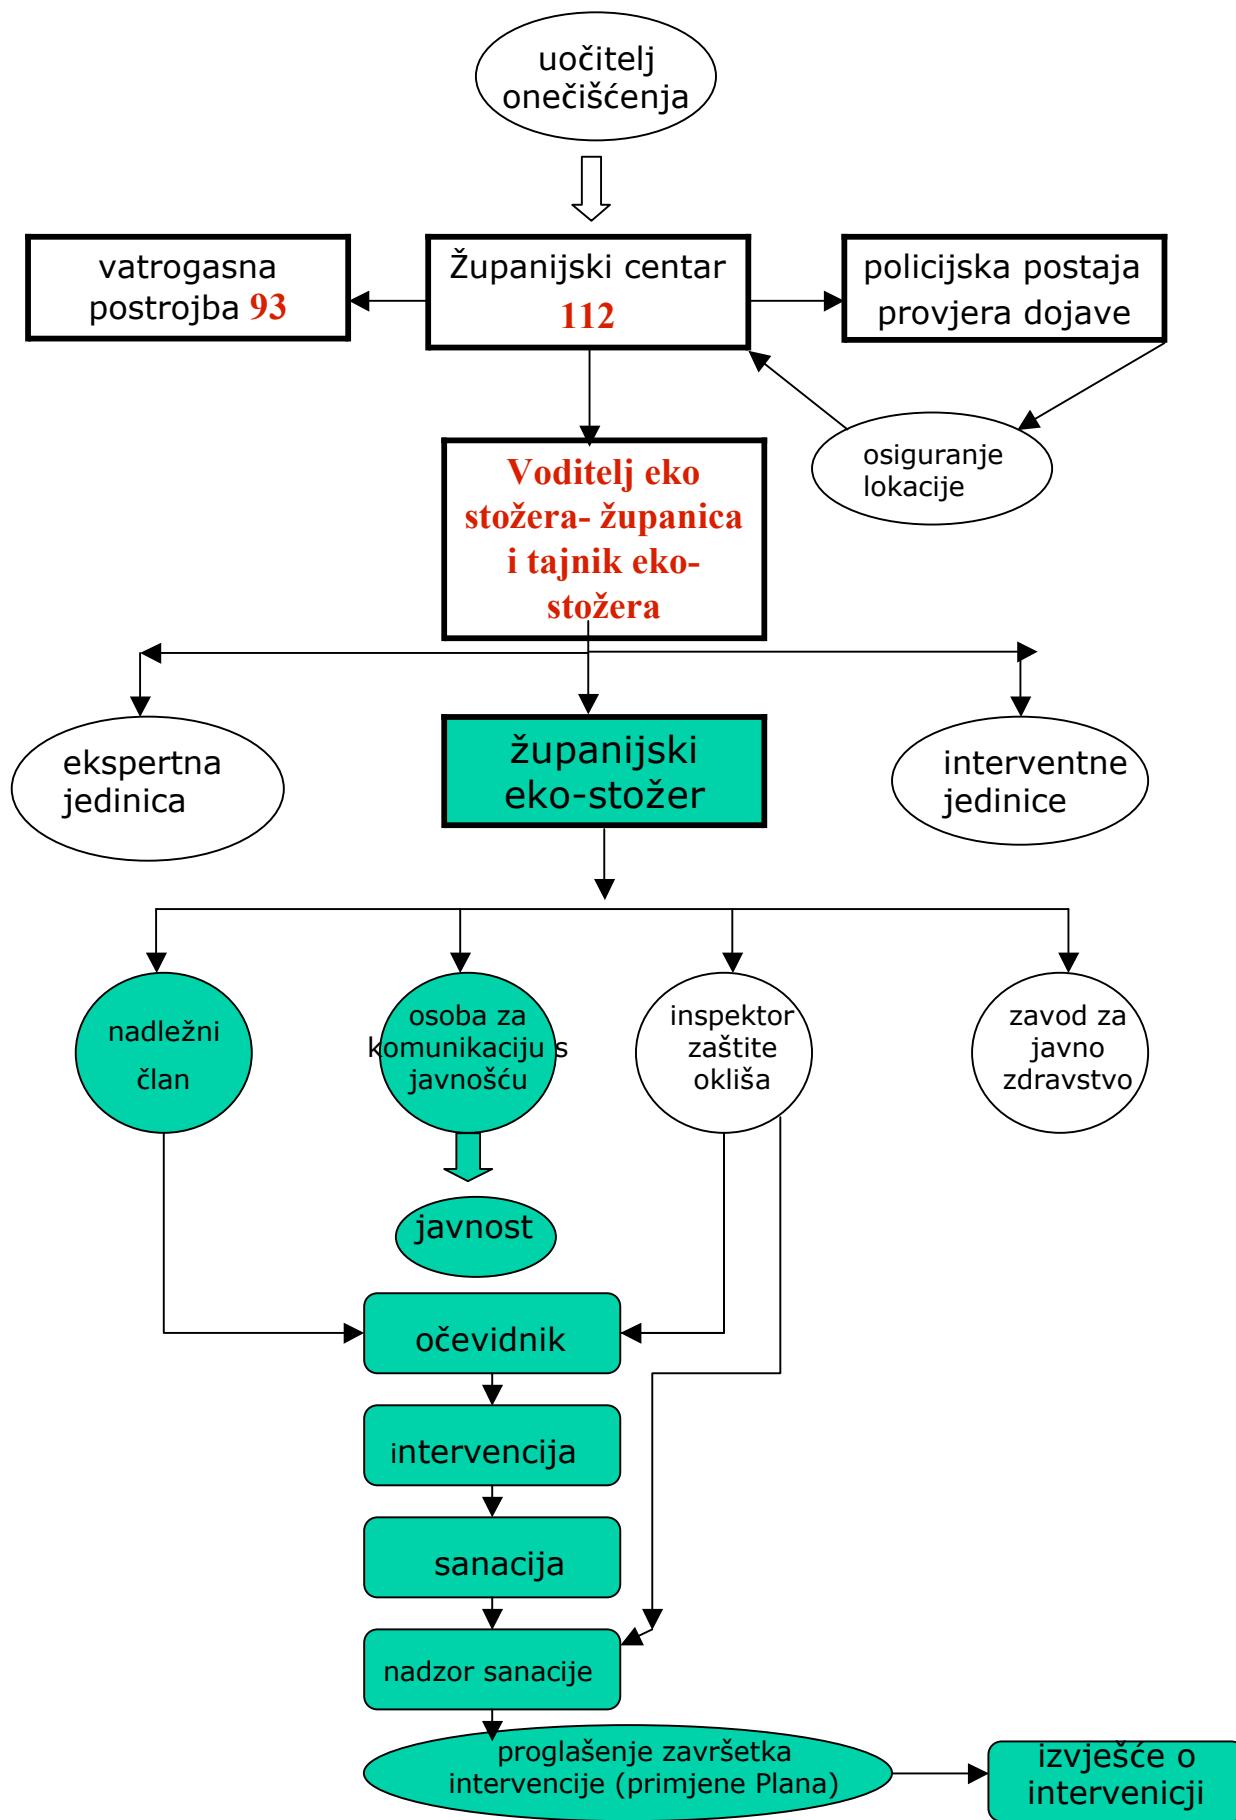 uočitelj
onečišćenja
vatrogasna
postrojba 93
Županijski centar
112
policijska postaja
provjera dojave
osiguranje
lokacije
Voditelj eko
stožera- županica
i tajnik eko-
stožera
ekspertna
jedinica
županijski
eko-stožer
interventne
jedinice
nadležni
član
osoba za
komunikaciju s
javnošću
inspektor
zaštite
okliša
zavod za
javno
zdravstvo
javnost
očevidnik
intervencija
sanacija
nadzor sanacije
proglašenje završetka
intervencije (primjene Plana)
izvješće o
intervenicji